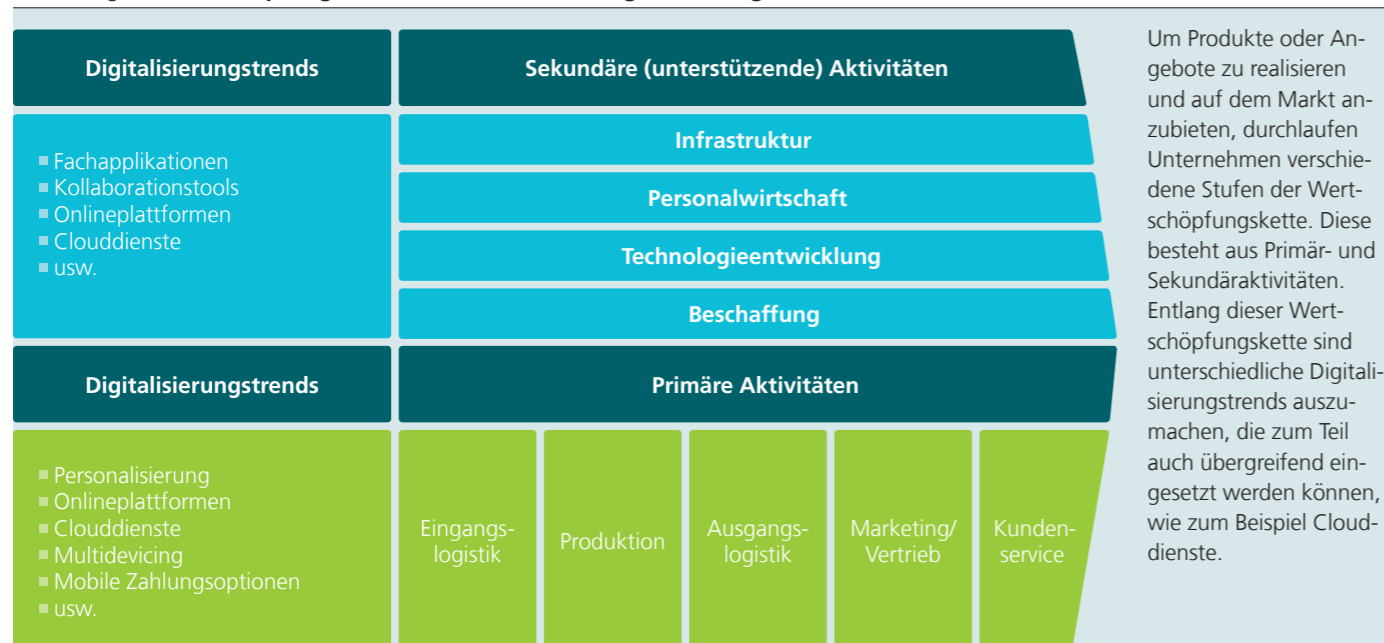 Digitalisierungstrends
Sekundäre (unterstützende) Aktivitäten
Fachapplikationen
Kollaborationstools
Onlineplattformen
Clouddienste
usw.
Infrastruktur
Personalwirtschaft
Technologieentwicklung
Beschaffung
Digitalisierungstrends
Primäre Aktivitäten
Personalisierung
Onlineplattformen
Clouddienste
Multidevicing
Mobile Zahlungsoptionen
usw.
Eingangs-
logistik
Produktion
Ausgangs-
logistik
Marketing/
Vertrieb
Kunden-
service
Um Produkte oder An-
gebote zu realisieren
und auf dem Markt an-
zubieten, durchlaufen
Unternehmen verschie-
dene Stufen der Wert-
schöpfungskette. Diese
besteht aus Primär- und
Sekundäraktivitäten.
Entlang dieser Wert-
schöpfungskette sind
unterschiedliche Digitali-
sierungstrends auszu-
machen, die zum Teil
auch übergreifend ein-
gesetzt werden können,
wie zum Beispiel Cloud-
dienste.